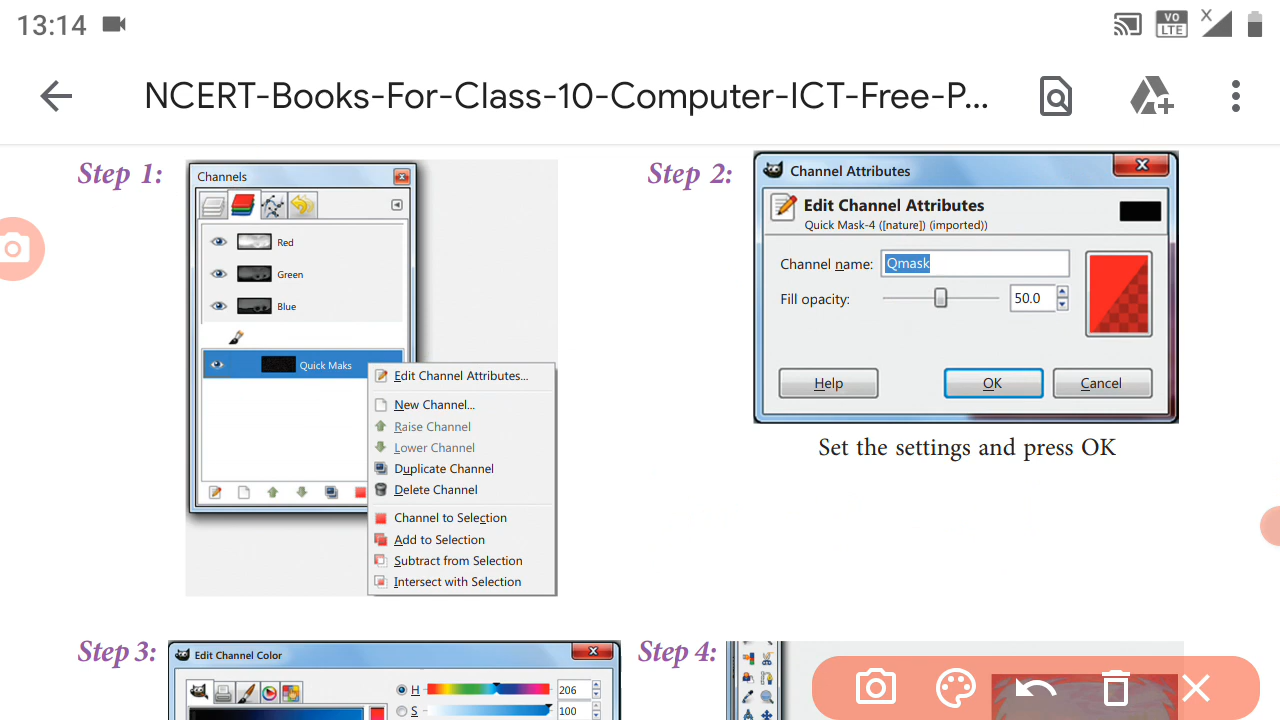 13:14
VO
LTE
X
NCERT-Books-For-Class-10-Computer-ICT-Free-P...
Step 1:
Channels
Red
Green
Blue
Quick Maks
Edit Channel Attributes...
New Channel...
Raise Channel
Lower Channel
Duplicate Channel
Delete Channel
Channel to Selection
Add to Selection
Subtract from Selection
Intersect with Selection
Step 2:
Channel Attributes
Edit Channel Attributes
Quick Mask-4 ([nature]) (imported))
Channel name: Qmask
Fill opacity: 50.0
Help OK Cancel
Set the settings and press OK
Step 3:
Edit Channel Color
H 206
S 100
Step 4: